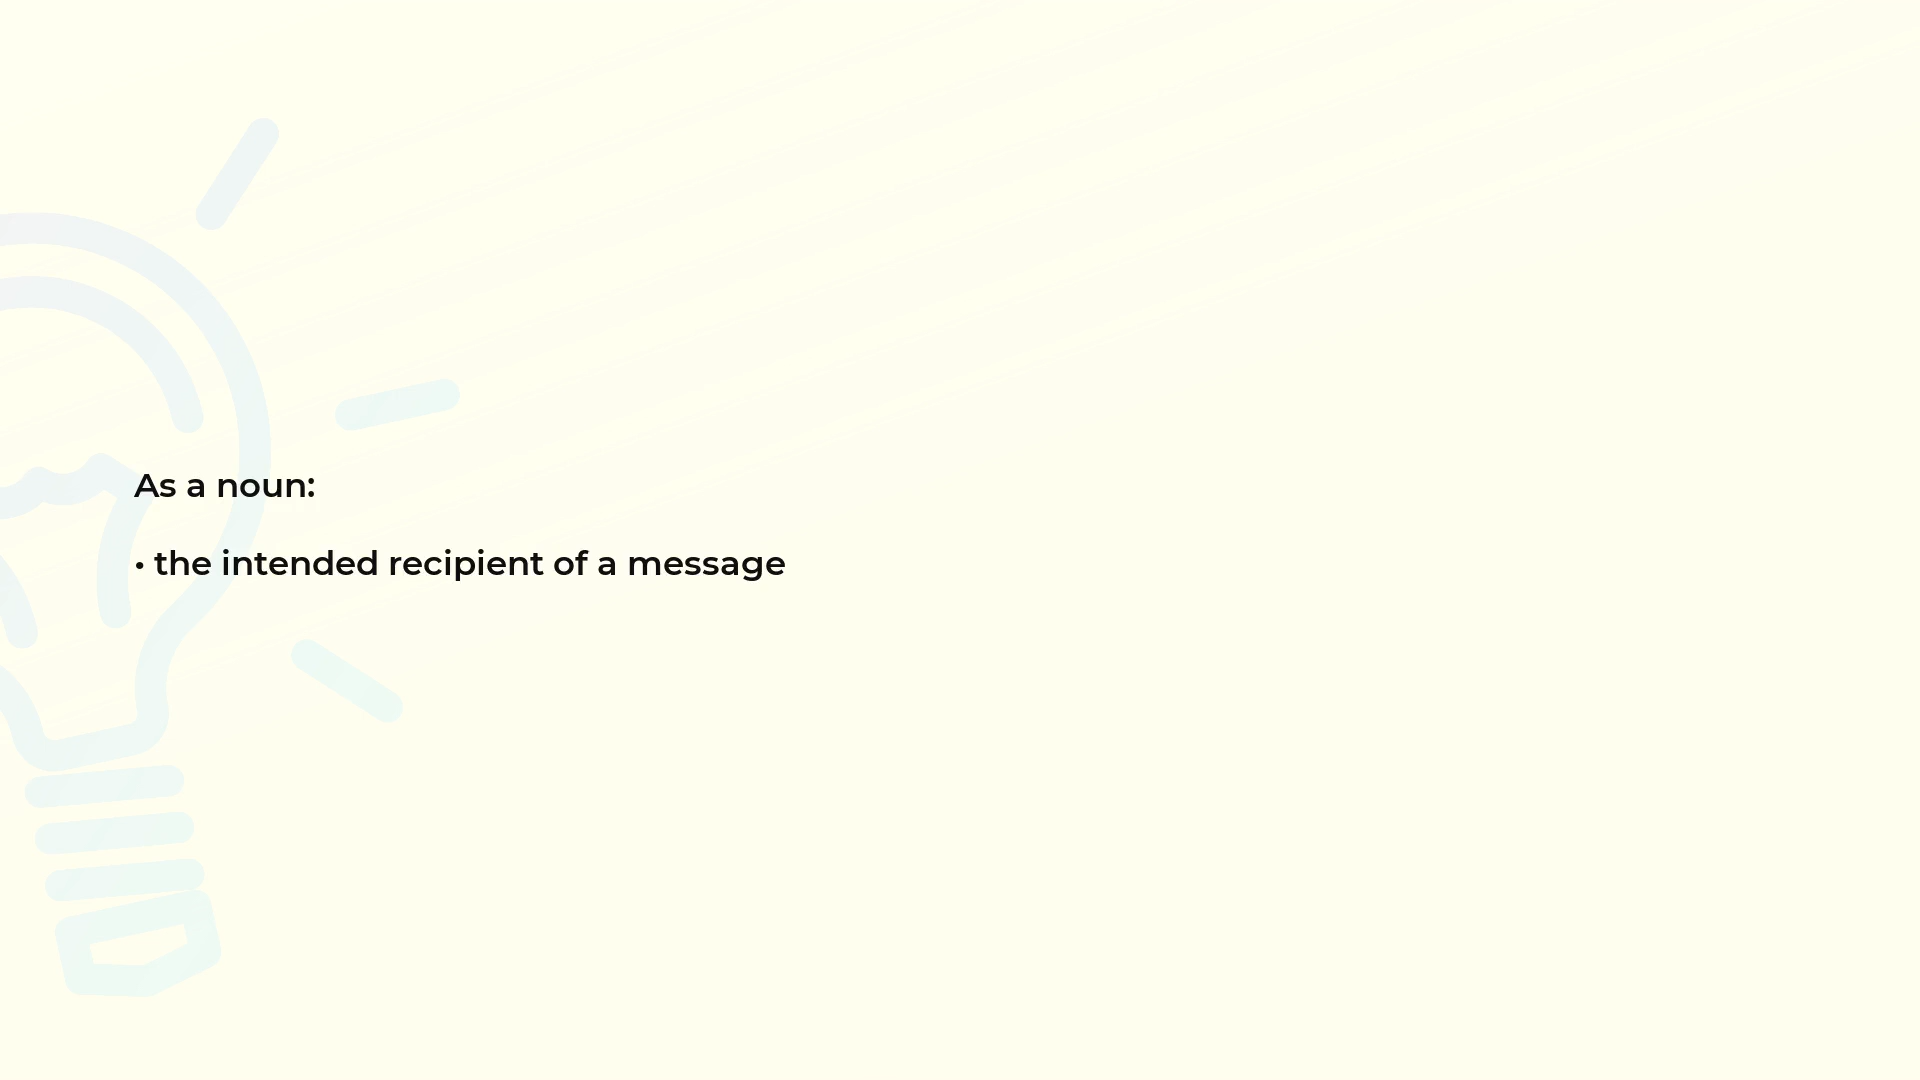 As a noun:
• the intended recipient of a message